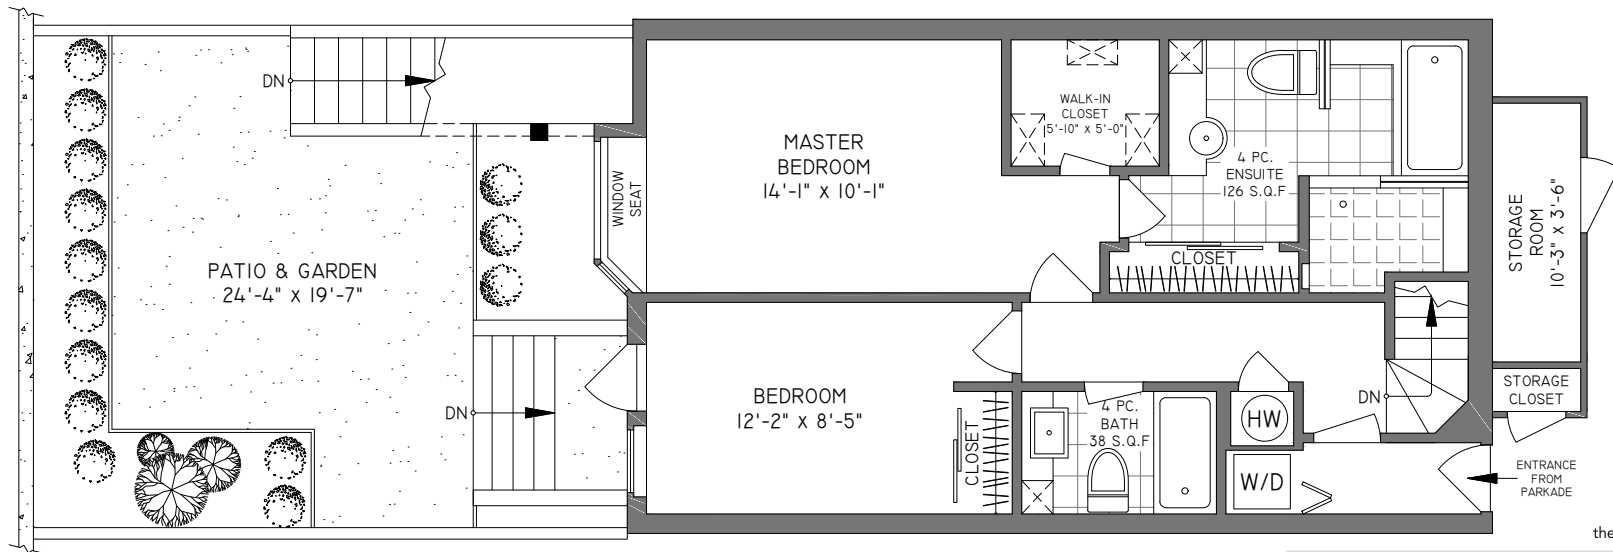 DN
MASTER
BEDROOM
14'-1" X 10'-1"
WALK-IN
CLOSET
5'-10" X 5'-0"
4 PC.
ENSUITE
126 S.Q.F
WINDOW
SEAT
CLOSET
STORAGE
ROOM
10'-3" X 3'-6"
PATIO & GARDEN
24'-4" X 19'-7"
DN
BEDROOM
12'-2" X 8'-5"
CLOSET
4 PC.
BATH
38 S.Q.F
HW
W/D
DN
STORAGE
CLOSET
ENTRANCE
FROM
PARKADE
the